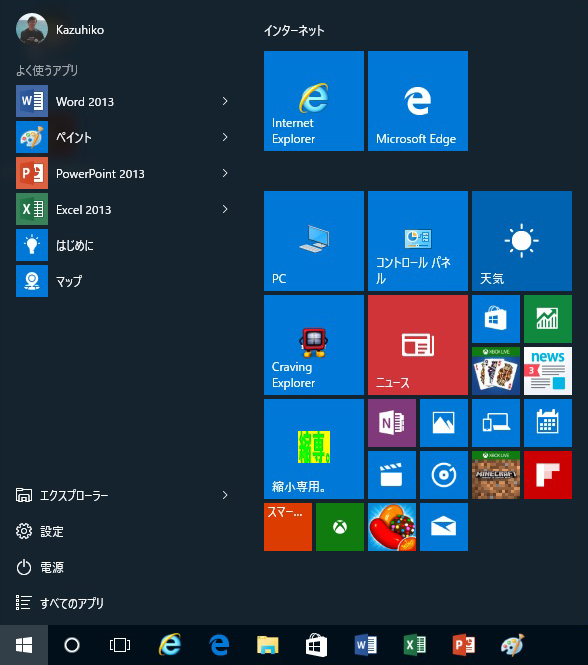 Kazuhiko
よく使うアプリ
Word 2013
ペイント
PowerPoint 2013
Excel 2013
はじめに
マップ
エクスプローラー
設定
電源
すべてのアプリ
インターネット
Internet
Explorer
Microsoft Edge
PC
コントロール パネ
ル
天気
Craving
Explorer
ニュース
XBOX LIVE
news
3
縮専。
縮小専用。
XBOX LIVE
MINECRAFT
スマー...